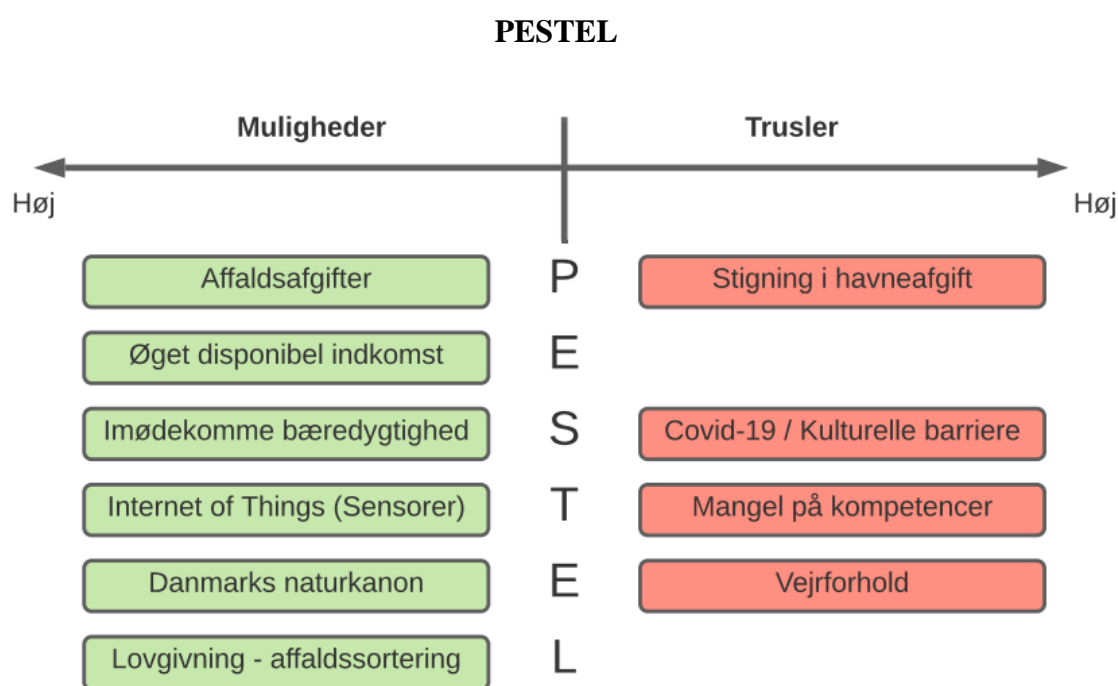 PESTEL
Muligheder Trusler
Høj Høj
Affaldsafgifter P Stigning i havneafgift
Øget disponibel indkomst E
Imødekomme bæredygtighed S Covid-19 / Kulturelle barriere
Internet of Things (Sensorer) T Mangel på kompetencer
Danmarks naturkanon E Vejrforhold
Lovgivning - affaldssortering L